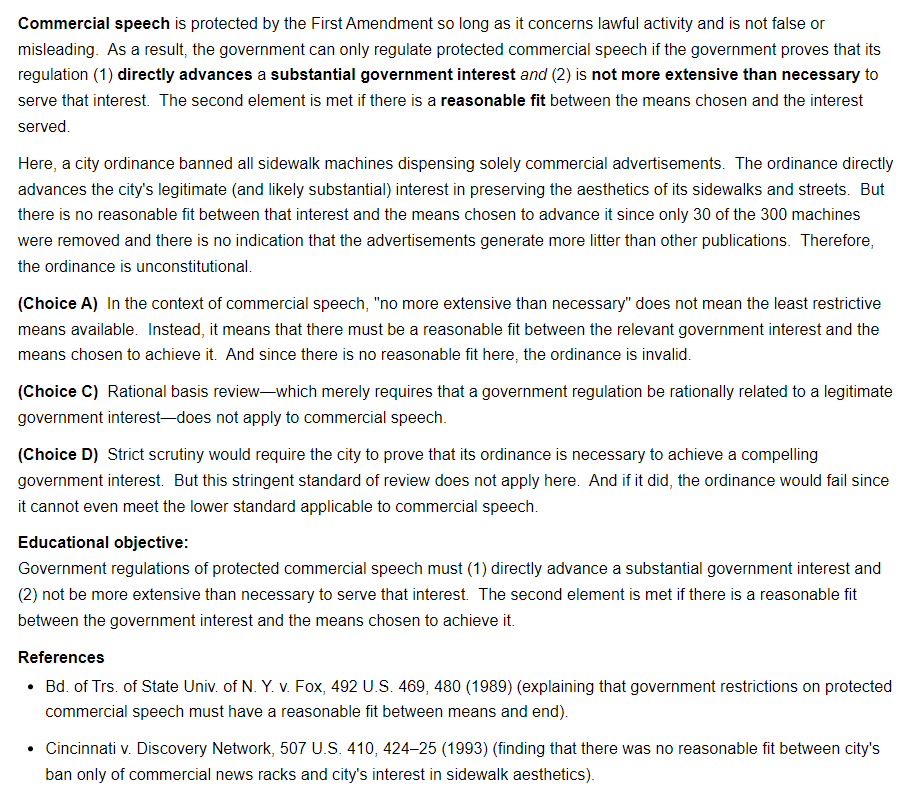 Commercial speech is protected by the First Amendment so long as it concerns lawful activity and is not false or
misleading.  As a result, the government can only regulate protected commercial speech if the government proves that its
regulation (1) directly advances a substantial government interest and (2) is not more extensive than necessary to
serve that interest.  The second element is met if there is a reasonable fit between the means chosen and the interest
served.
Here, a city ordinance banned all sidewalk machines dispensing solely commercial advertisements.  The ordinance directly
advances the city's legitimate (and likely substantial) interest in preserving the aesthetics of its sidewalks and streets.  But
there is no reasonable fit between that interest and the means chosen to advance it since only 30 of the 300 machines
were removed and there is no indication that the advertisements generate more litter than other publications.  Therefore,
the ordinance is unconstitutional.
(Choice A)  In the context of commercial speech, "no more extensive than necessary" does not mean the least restrictive
means available.  Instead, it means that there must be a reasonable fit between the relevant government interest and the
means chosen to achieve it.  And since there is no reasonable fit here, the ordinance is invalid.
(Choice C)  Rational basis review—which merely requires that a government regulation be rationally related to a legitimate
government interest—does not apply to commercial speech.
(Choice D)  Strict scrutiny would require the city to prove that its ordinance is necessary to achieve a compelling
government interest.  But this stringent standard of review does not apply here.  And if it did, the ordinance would fail since
it cannot even meet the lower standard applicable to commercial speech.
Educational objective:
Government regulations of protected commercial speech must (1) directly advance a substantial government interest and
(2) not be more extensive than necessary to serve that interest.  The second element is met if there is a reasonable fit
between the government interest and the means chosen to achieve it.
References
• Bd. of Trs. of State Univ. of N. Y. v. Fox, 492 U.S. 469, 480 (1989) (explaining that government restrictions on protected
commercial speech must have a reasonable fit between means and end).
• Cincinnati v. Discovery Network, 507 U.S. 410, 424–25 (1993) (finding that there was no reasonable fit between city's
ban only of commercial news racks and city's interest in sidewalk aesthetics).